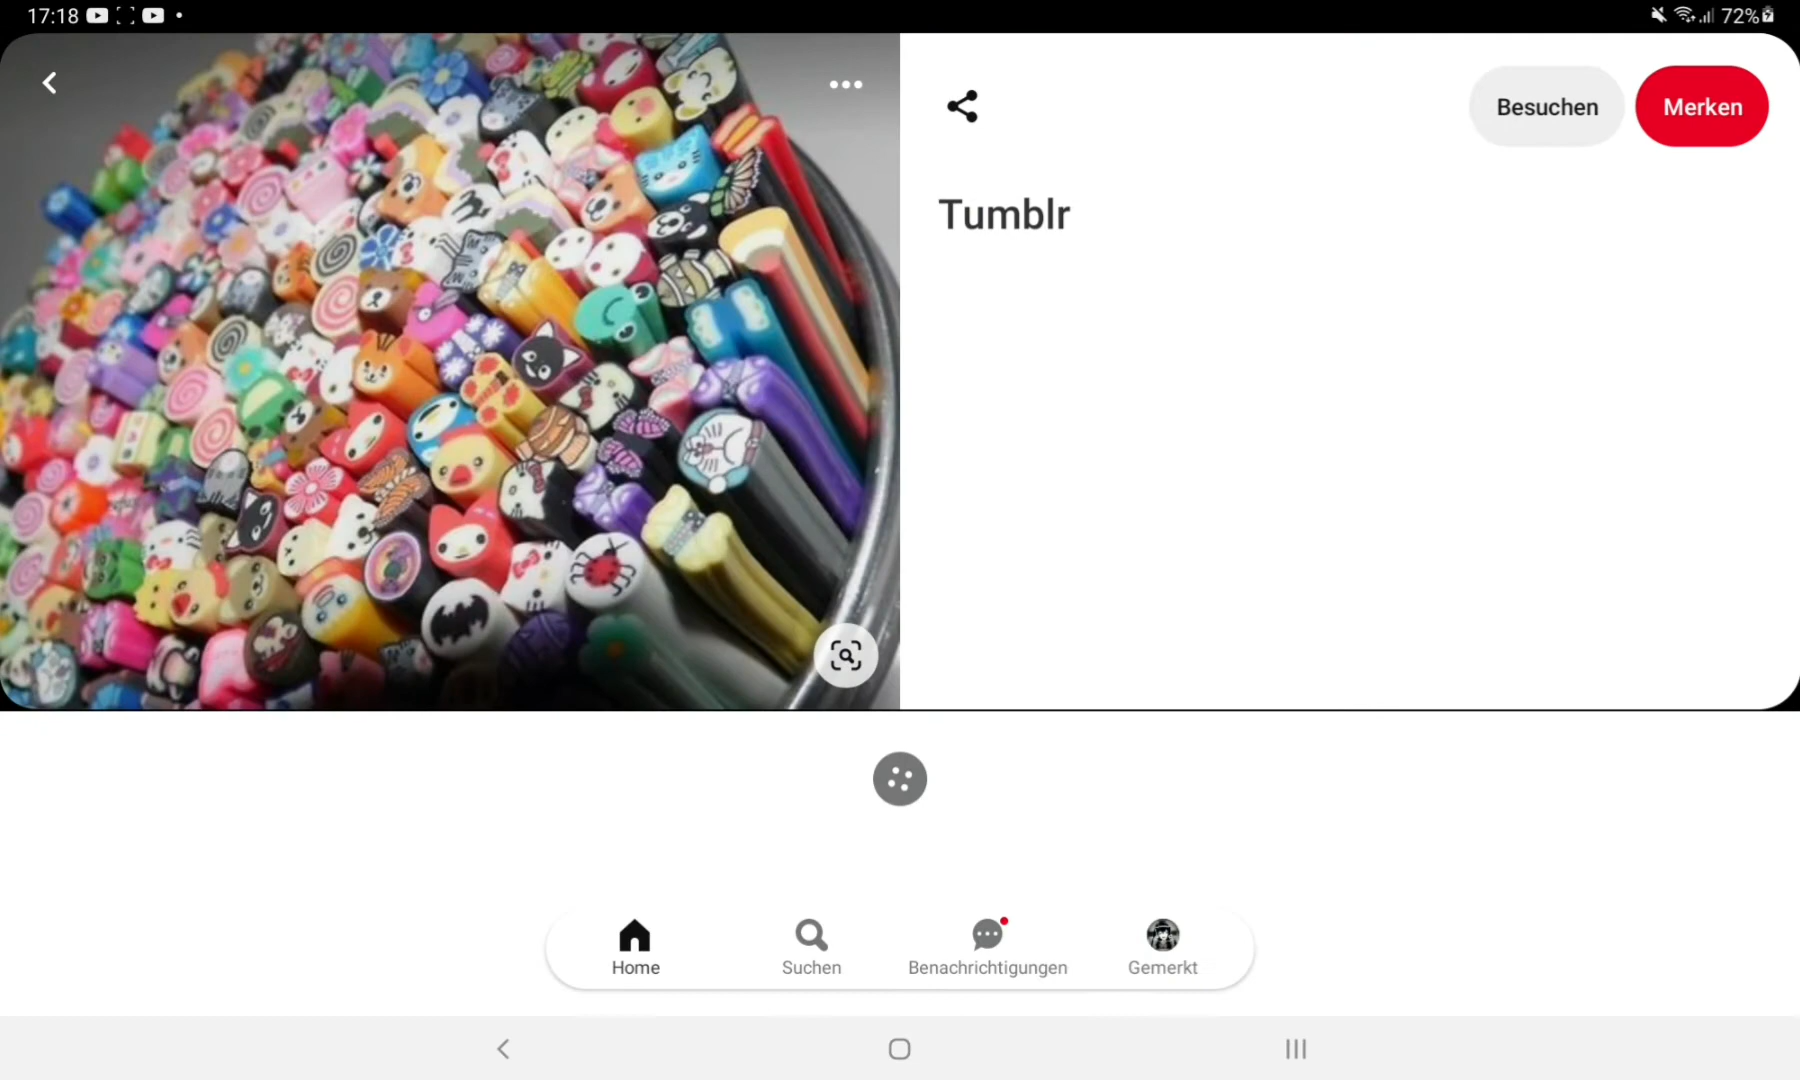 17:18
72%
Besuchen
Merken
Tumblr
Home
Suchen
Benachrichtigungen
Gemerkt